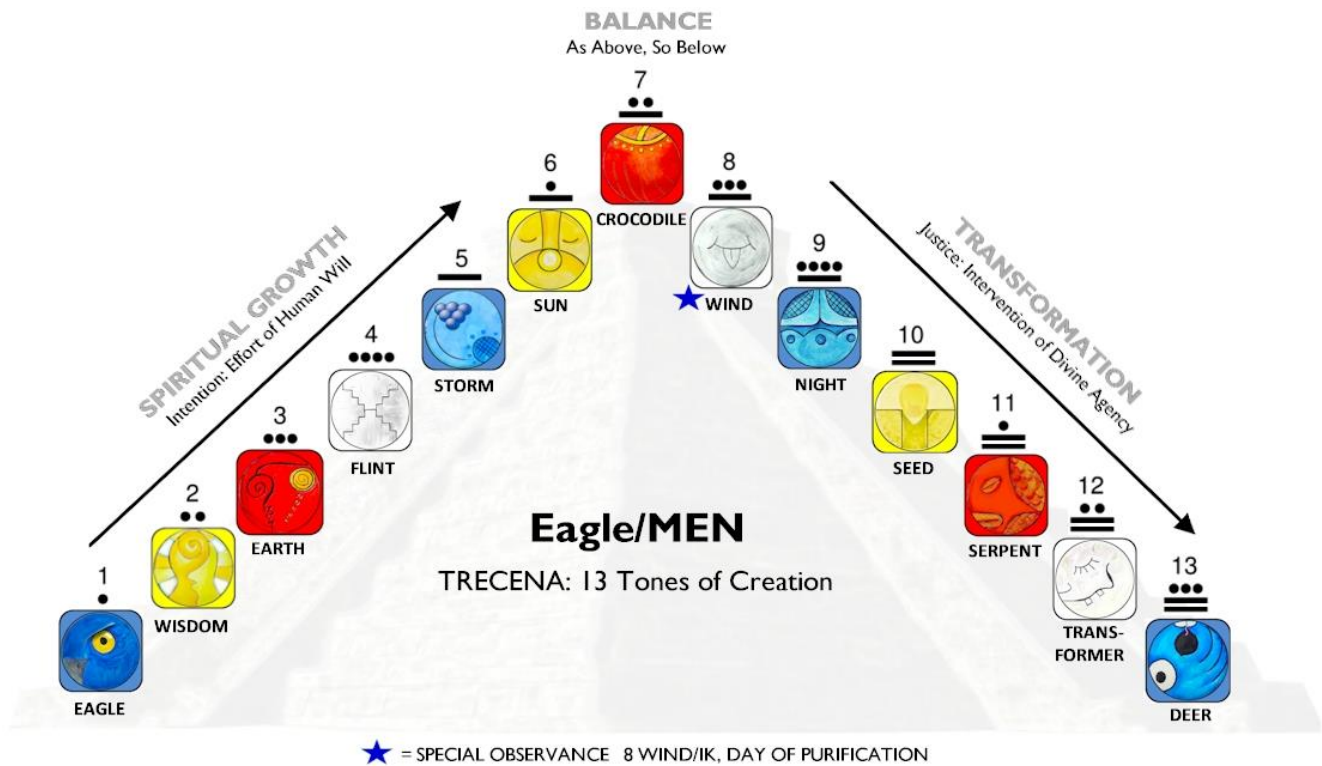 BALANCE
As Above, So Below
7
CROCODILE
6
SUN
8
WIND
5
STORM
9
NIGHT
4
FLINT
10
SEED
3
EARTH
11
SERPENT
2
WISDOM
12
TRANS-
FORMER
1
EAGLE
13
DEER
SPIRITUAL GROWTH
Intention: Effort of Human Will
TRANSFORMATION
Justice: Intervention of Divine Agency
Eagle/MEN
TRECENA: 13 Tones of Creation
= SPECIAL OBSERVANCE 8 WIND/IK, DAY OF PURIFICATION